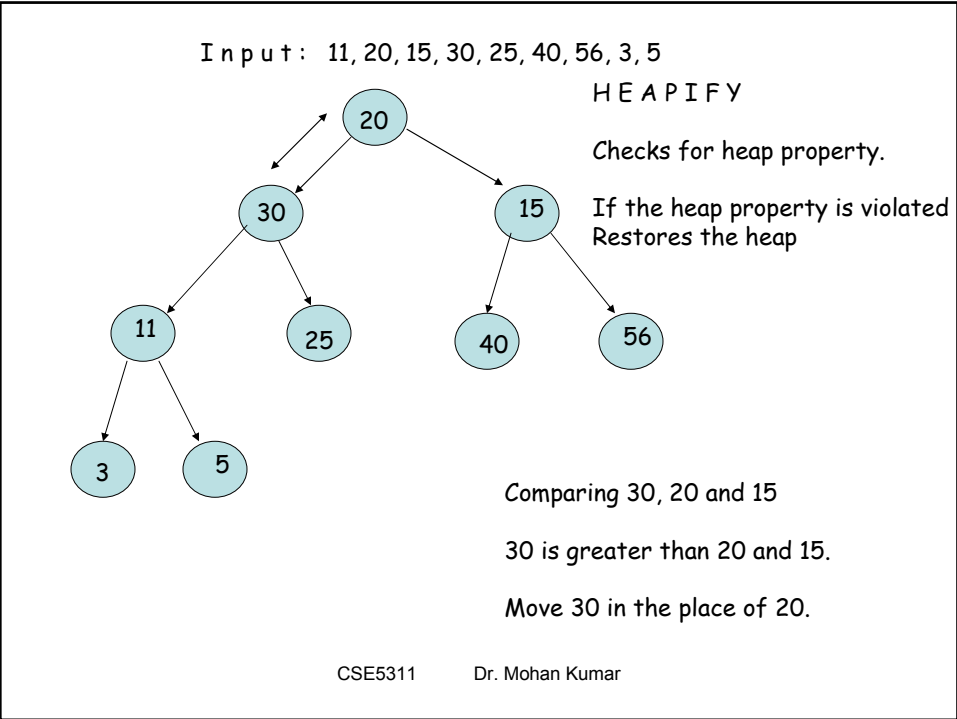 Input: 11, 20, 15, 30, 25, 40, 56, 3, 5
HEAPIFY
20
Checks for heap property.
30
15
If the heap property is violated
Restores the heap
11
25
40
56
3
5
Comparing 30, 20 and 15
30 is greater than 20 and 15.
Move 30 in the place of 20.
CSE5311 Dr. Mohan Kumar